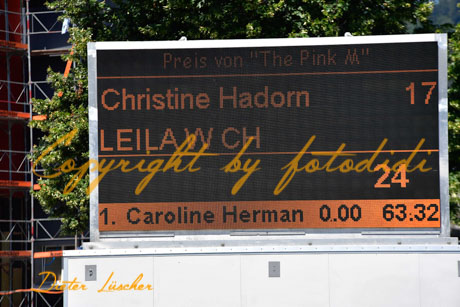 Preis von "The Pink M"
Christine Hadorn 17
LEILA W CH
Copyright by fotodidi
24
1. Caroline Herman 0.00 63:32
Dieter Lüscher